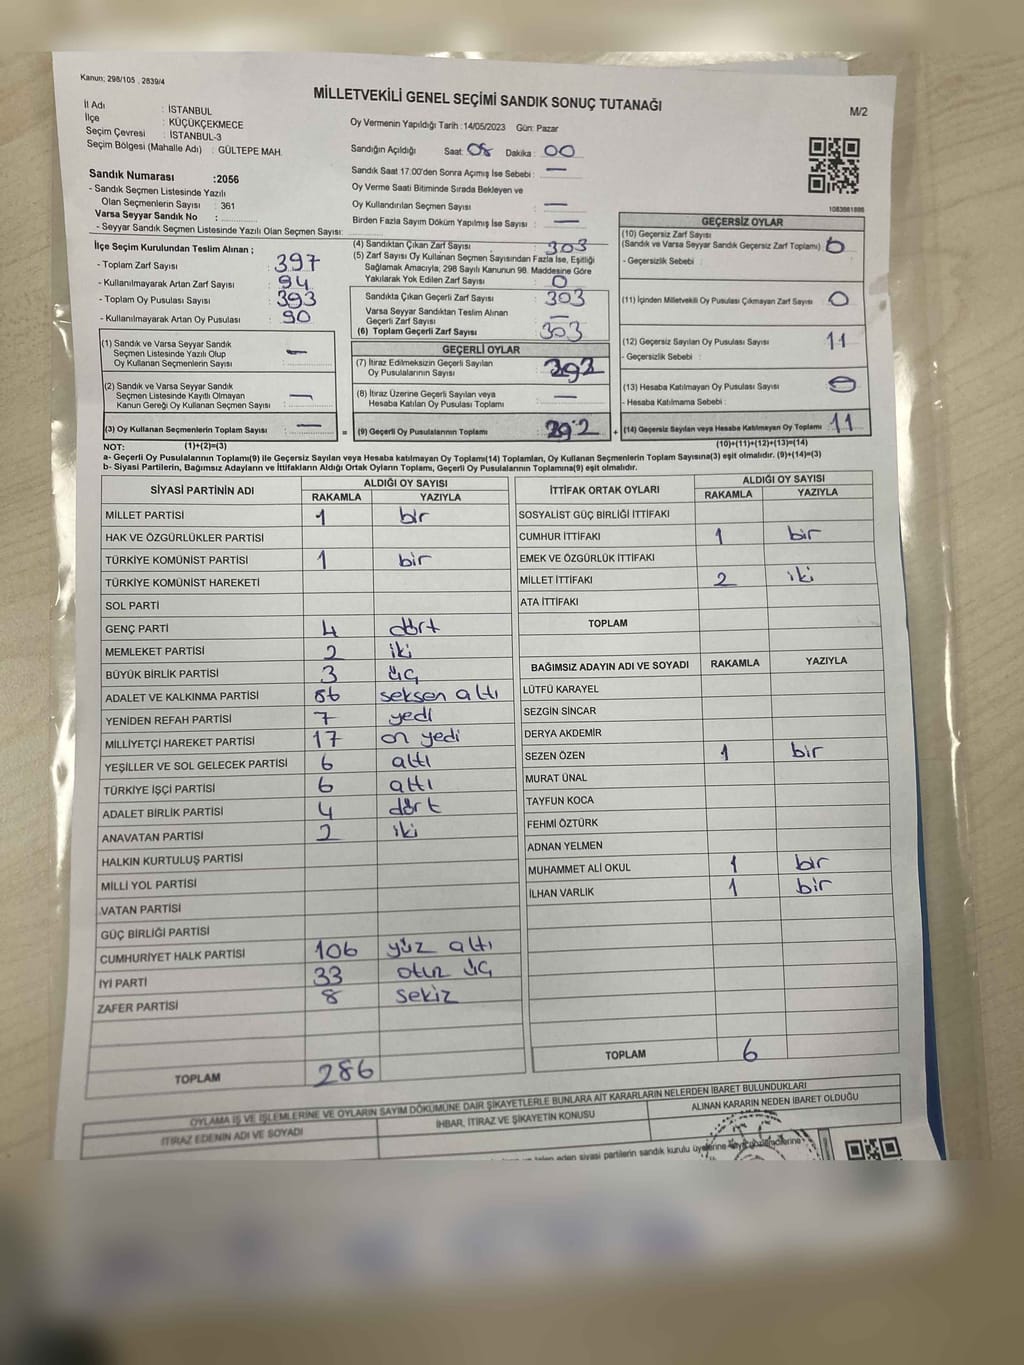 Kanun; 298/105 , 2839/4
MİLLETVEKİLİ GENEL SEÇİMİ SANDIK SONUÇ TUTANAĞI
M/2
İl Adı : İSTANBUL
İlçe : KÜÇÜKÇEKMECE
Seçim Çevresi : İSTANBUL-3
Seçim Bölgesi (Mahalle Adı) : GÜLTEPE MAH.
Oy Vermenin Yapıldığı Tarih : 14/05/2023 Gün: Pazar
Sandığın Açıldığı Saat: 08 Dakika : 00
Sandık Saat 17.00'den Sonra Açımış İse Sebebi : —
Oy Verme Saati Bitiminde Sırada Bekleyen ve
Oy Kullandırılan Seçmen Sayısı —
Birden Fazla Sayım Döküm Yapılmış İse Sayısı : —
1083981886
Sandık Numarası :2056
- Sandık Seçmen Listesinde Yazılı
Olan Seçmenlerin Sayısı : 361
Varsa Seyyar Sandık No :
- Seyyar Sandık Seçmen Listesinde Yazılı Olan Seçmen Sayısı:
İlçe Seçim Kurulundan Teslim Alınan ;
- Toplam Zarf Sayısı : 397
- Kullanılmayarak Artan Zarf Sayısı : 94
- Toplam Oy Pusulası Sayısı : 393
- Kullanılmayarak Artan Oy Pusulası : 90
(1) Sandık ve Varsa Seyyar Sandık
Seçmen Listesinde Yazılı Olup
Oy Kullanan Seçmenlerin Sayısı : —
(2) Sandık ve Varsa Seyyar Sandık
Seçmen Listesinde Kayıtlı Olmayan
Kanun Gereği Oy Kullanan Seçmen Sayısı : —
(3) Oy Kullanan Seçmenlerin Toplam Sayısı : —
(4) Sandıktan Çıkan Zarf Sayısı : 303
(5) Zarf Sayısı Oy Kullanan Seçmen Sayısından Fazla İse, Eşitliği
Sağlamak Amacıyla, 298 Sayılı Kanunun 98. Maddesine Göre
Yakılarak Yok Edilen Zarf Sayısı : 0
Sandıkta Çıkan Geçerli Zarf Sayısı : 303
Varsa Seyyar Sandıktan Teslim Alınan
Geçerli Zarf Sayısı : —
(6) Toplam Geçerli Zarf Sayısı : 303
GEÇERLİ OYLAR
(7) İtiraz Edilmeksizin Geçerli Sayılan
Oy Pusulalarının Sayısı : 292
(8) İtiraz Üzerine Geçerli Sayılan veya
Hesaba Katılan Oy Pusulası Toplamı : —
= (9) Geçerli Oy Pusulalarının Toplamı : 292 +
GEÇERSİZ OYLAR
(10) Geçersiz Zarf Sayısı
(Sandık ve Varsa Seyyar Sandık Geçersiz Zarf Toplamı) :
- Geçersizlik Sebebi :
(11) İçinden Milletvekili Oy Pusulası Çıkmayan Zarf Sayısı : 0
(12) Geçersiz Sayılan Oy Pusulası Sayısı : 11
- Geçersizlik Sebebi :
(13) Hesaba Katılmayan Oy Pusulası Sayısı :
- Hesaba Katılmama Sebebi :
(14) Geçersiz Sayılan veya Hesaba Katılmayan Oy Toplamı : 11
NOT: (1)+(2)=(3) (10)+(11)+(12)+(13)=(14)
a- Geçerli Oy Pusulalarının Toplamı(9) ile Geçersiz Sayılan veya Hesaba katılmayan Oy Toplamı(14) Toplamları, Oy Kullanan Seçmenlerin Toplam Sayısına(3) eşit olmalıdır. (9)+(14)=(3)
b- Siyasi Partilerin, Bağımsız Adayların ve İttifakların Aldığı Ortak Oyların Toplamı, Geçerli Oy Pusulalarının Toplamına(9) eşit olmalıdır.
SİYASİ PARTİNİN ADI ALDIĞI OY SAYISI
RAKAMLA YAZIYLA
MİLLET PARTİSİ 1 bir
HAK VE ÖZGÜRLÜKLER PARTİSİ
TÜRKİYE KOMÜNİST PARTİSİ 1 bir
TÜRKİYE KOMÜNİST HAREKETİ
SOL PARTİ
GENÇ PARTİ 4 dört
MEMLEKET PARTİSİ 2 iki
BÜYÜK BİRLİK PARTİSİ 3 üç
ADALET VE KALKINMA PARTİSİ 86 seksen altı
YENİDEN REFAH PARTİSİ 7 yedi
MİLLİYETÇİ HAREKET PARTİSİ 17 on yedi
YEŞİLLER VE SOL GELECEK PARTİSİ 6 altı
TÜRKİYE İŞÇİ PARTİSİ 6 altı
ADALET BİRLİK PARTİSİ 4 dört
ANAVATAN PARTİSİ 2 iki
HALKIN KURTULUŞ PARTİSİ
MİLLİ YOL PARTİSİ
VATAN PARTİSİ
GÜÇ BİRLİĞİ PARTİSİ
CUMHURİYET HALK PARTİSİ 106 yüz altı
İYİ PARTİ 33 otuz üç
ZAFER PARTİSİ 8 sekiz
TOPLAM 286
İTTİFAK ORTAK OYLARI ALDIĞI OY SAYISI
RAKAMLA YAZIYLA
SOSYALİST GÜÇ BİRLİĞİ İTTİFAKI
CUMHUR İTTİFAKI 1 bir
EMEK VE ÖZGÜRLÜK İTTİFAKI
MİLLET İTTİFAKI 2 iki
ATA İTTİFAKI
TOPLAM
BAĞIMSIZ ADAYIN ADI VE SOYADI RAKAMLA YAZIYLA
LÜTFÜ KARAYEL
SEZGİN SİNCAR
DERYA AKDEMİR
SEZEN ÖZEN 1 bir
MURAT ÜNAL
TAYFUN KOCA
FEHMİ ÖZTÜRK
ADNAN YELMEN
MUHAMMET ALİ OKUL 1 bir
İLHAN VARLIK 1 bir
TOPLAM 6
OYLAMA İŞ VE İŞLEMLERİNE VE OYLARIN SAYIM DÖKÜMÜNE DAİR ŞİKAYETLERLE BUNLARA AİT KARARLARIN NELERDEN İBARET BULUNDUKLARI
İTİRAZ EDENİN ADI VE SOYADI İHBAR, İTİRAZ VE ŞİKAYETİN KONUSU ALINAN KARARIN NEDEN İBARET OLDUĞU
eden siyasi partilerin sandık kurulu üyelerine